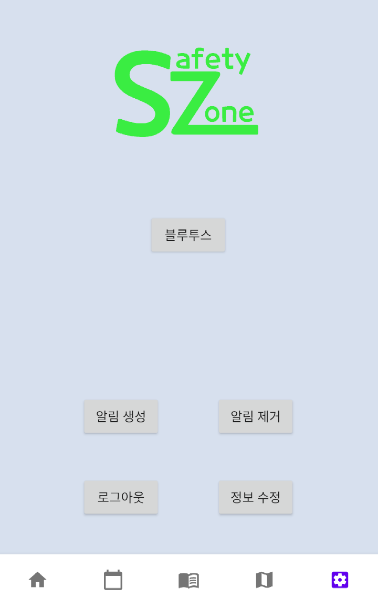 Safety
Zone
블루투스
알림 생성
알림 제거
로그아웃
정보 수정